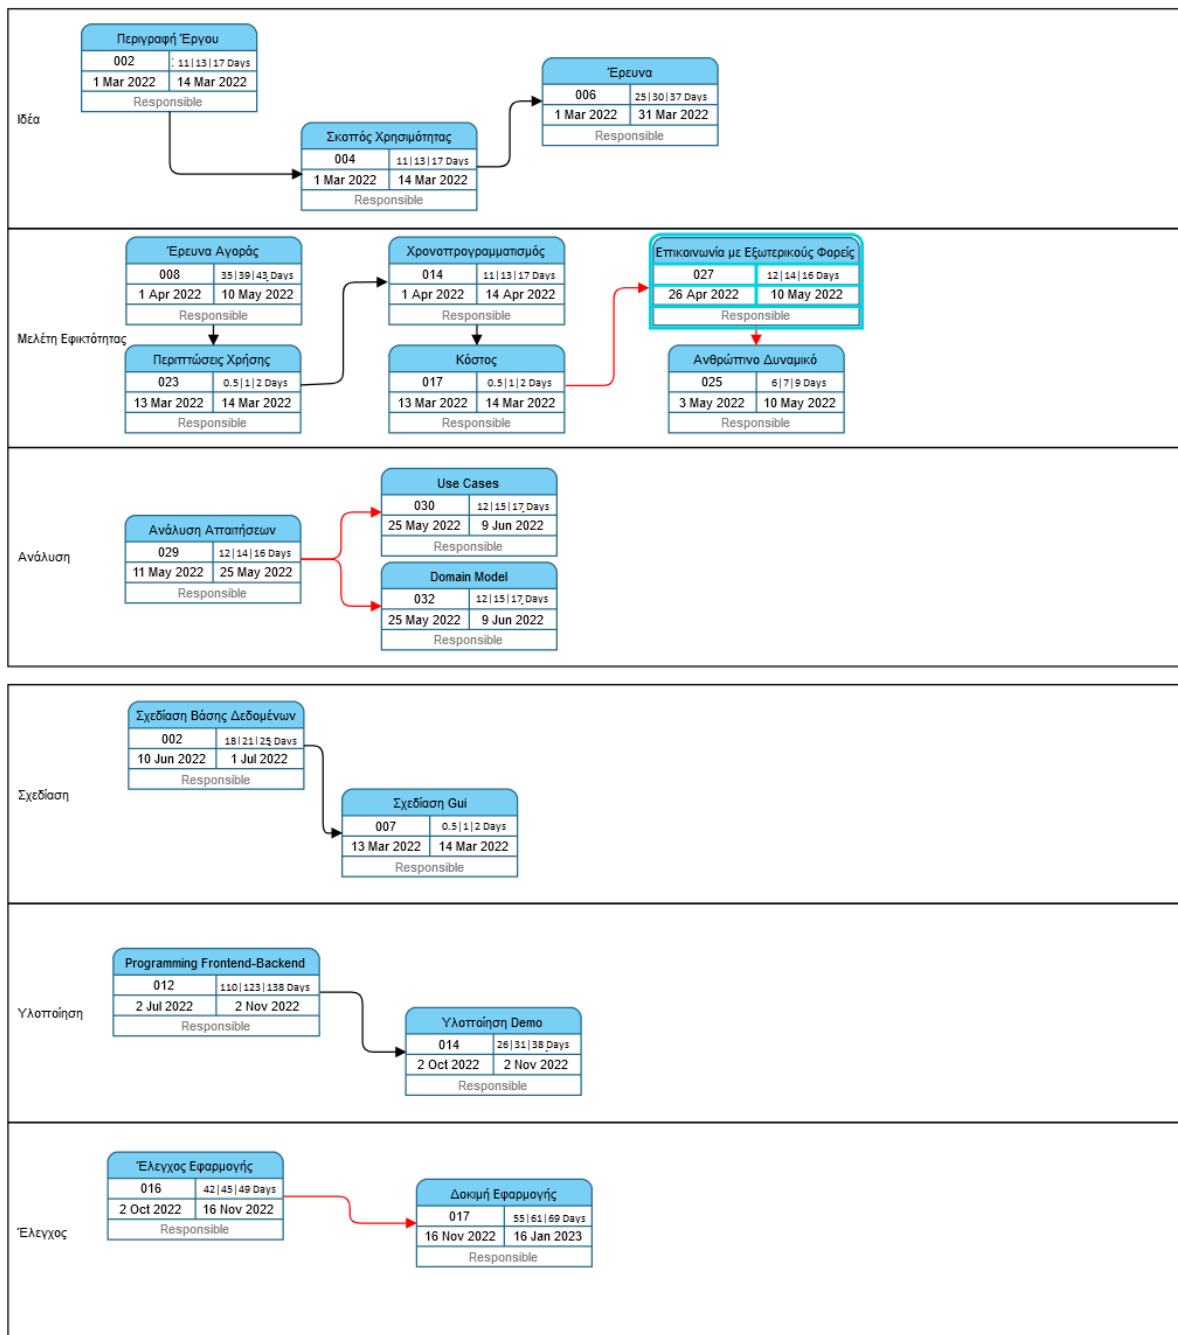 Ιδέα
Περιγραφή Έργου
002
11|13|17 Days
1 Mar 2022
14 Mar 2022
Responsible
Σκοπός Χρησιμότητας
004
11|13|17 Days
1 Mar 2022
14 Mar 2022
Responsible
Έρευνα
006
25|30|37 Days
1 Mar 2022
31 Mar 2022
Responsible
Μελέτη Εφικτότητας
Έρευνα Αγοράς
008
35|39|43 Days
1 Apr 2022
10 May 2022
Responsible
Περιπτώσεις Χρήσης
023
0.5|1|2 Days
13 Mar 2022
14 Mar 2022
Responsible
Χρονοπρογραμματισμός
014
11|13|17 Days
1 Apr 2022
14 Apr 2022
Responsible
Κόστος
017
0.5|1|2 Days
13 Mar 2022
14 Mar 2022
Responsible
Επικοινωνία με Εξωτερικούς Φορείς
027
12|14|16 Days
26 Apr 2022
10 May 2022
Responsible
Ανθρώπινο Δυναμικό
025
6|7|9 Days
3 May 2022
10 May 2022
Responsible
Ανάλυση
Ανάλυση Απαιτήσεων
029
12|14|16 Days
11 May 2022
25 May 2022
Responsible
Use Cases
030
12|15|17 Days
25 May 2022
9 Jun 2022
Responsible
Domain Model
032
12|15|17 Days
25 May 2022
9 Jun 2022
Responsible
Σχεδίαση
Σχεδίαση Βάσης Δεδομένων
002
18|21|25 Days
10 Jun 2022
1 Jul 2022
Responsible
Σχεδίαση Gui
007
0.5|1|2 Days
13 Mar 2022
14 Mar 2022
Responsible
Υλοποίηση
Programming Frontend-Backend
012
110|123|138 Days
2 Jul 2022
2 Nov 2022
Responsible
Υλοποίηση Demo
014
26|31|38 Days
2 Oct 2022
2 Nov 2022
Responsible
Έλεγχος
Έλεγχος Εφαρμογής
016
42|45|49 Days
2 Oct 2022
16 Nov 2022
Responsible
Δοκιμή Εφαρμογής
017
55|61|69 Days
16 Nov 2022
16 Jan 2023
Responsible